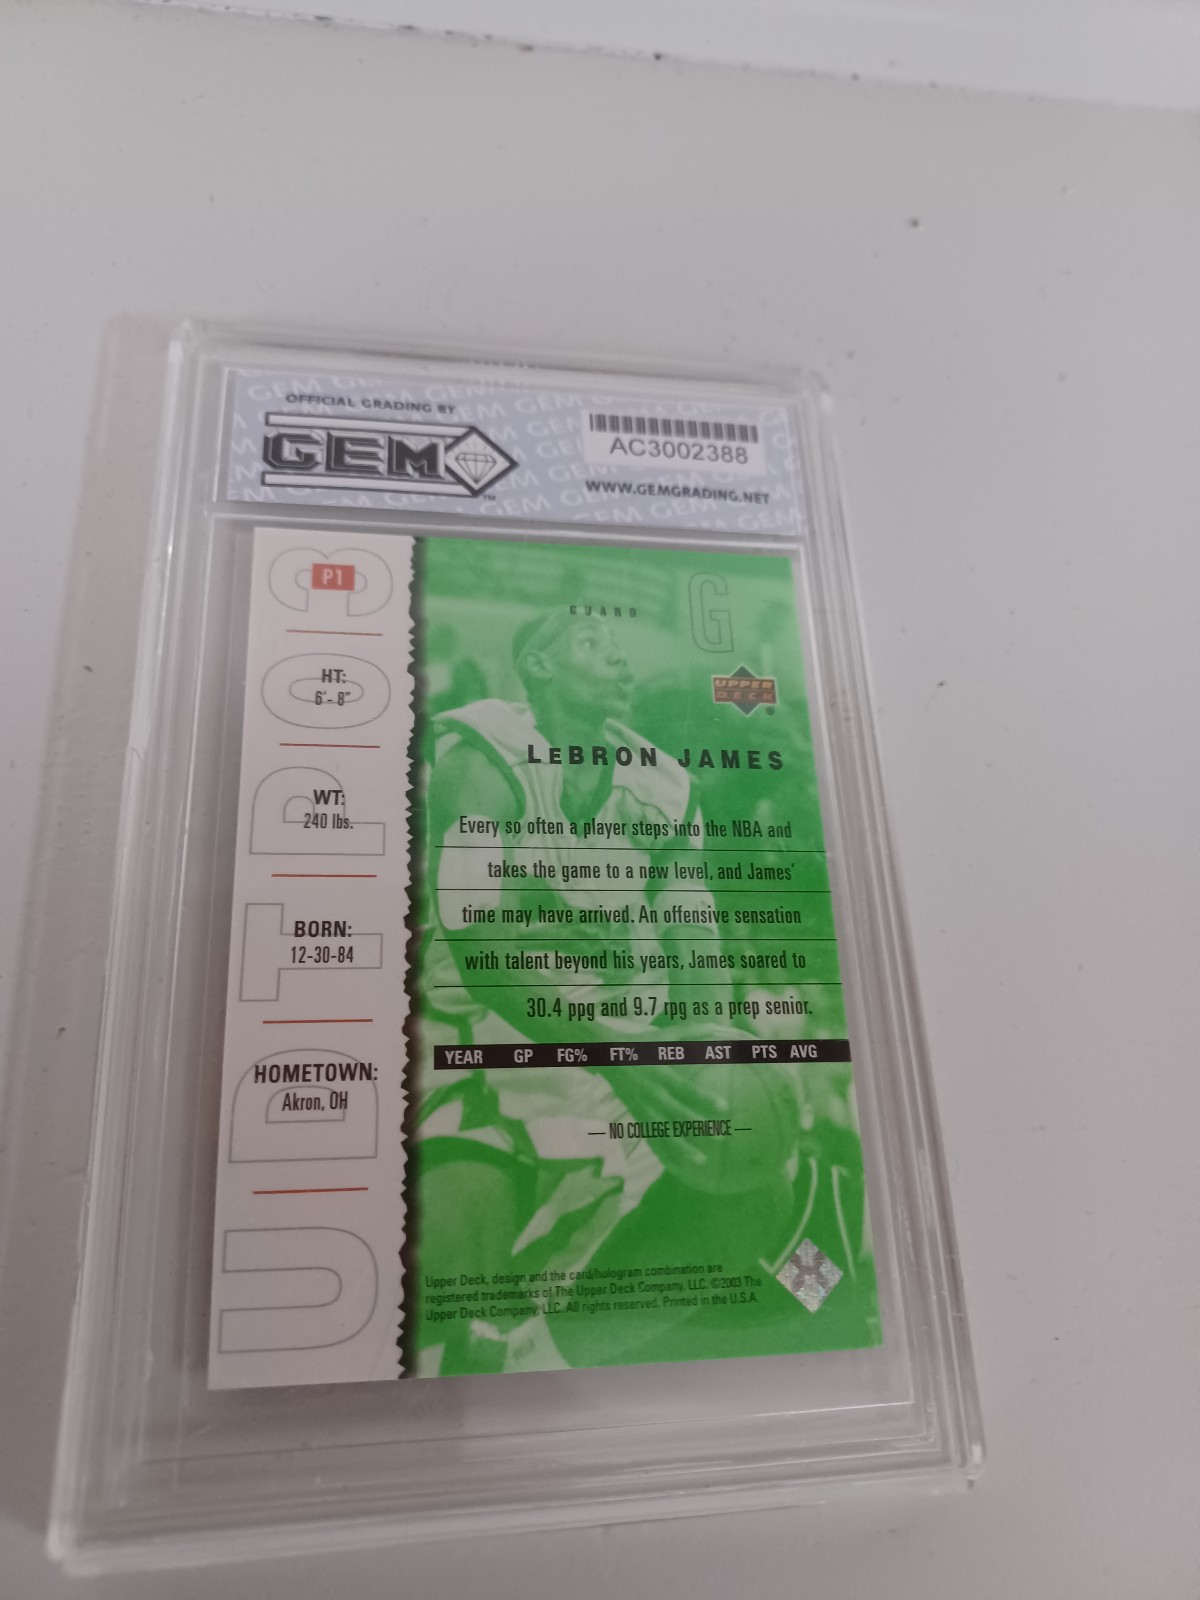 OFFICIAL GRADING BY
GEM
TM
AC3002388
WWW.GEMGRADING.NET
P1
HT:
6'-8"
WT:
240 lbs.
BORN:
12-30-84
HOMETOWN:
Akron, OH
UDTPO3
GUARD
G
UPPER
DECK
LEBRON JAMES
Every so often a player steps into the NBA and
takes the game to a new level, and James'
time may have arrived. An offensive sensation
with talent beyond his years, James soared to
30.4 ppg and 9.7 rpg as a prep senior.
YEAR GP FG% FT% REB AST PTS AVG
— NO COLLEGE EXPERIENCE —
Upper Deck, design and the card/hologram combination are
registered trademarks of The Upper Deck Company, LLC. ©2003 The
Upper Deck Company, LLC. All rights reserved. Printed in the U.S.A.